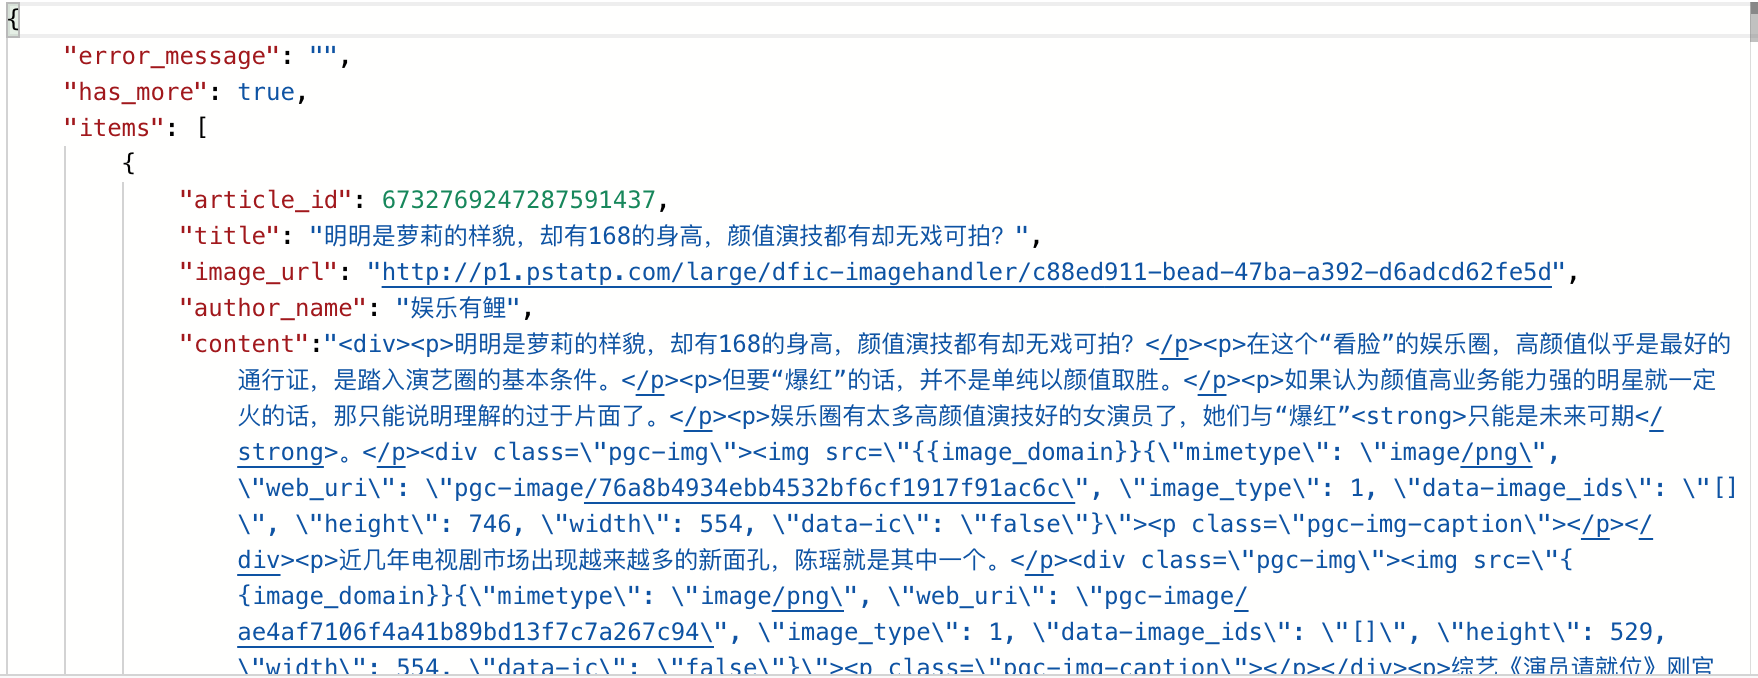 {
"error_message": "",
"has_more": true,
"items": [
{
"article_id": 6732769247287591437,
"title": "明明是萝莉的样貌，却有168的身高，颜值演技都有却无戏可拍？",
"image_url": "http://p1.pstatp.com/large/dfic-imagehandler/c88ed911-bead-47ba-a392-d6adcd62fe5d",
"author_name": "娱乐有鲤",
"content":"<div><p>明明是萝莉的样貌，却有168的身高，颜值演技都有却无戏可拍？</p><p>在这个“看脸”的娱乐圈，高颜值似乎是最好的
通行证，是踏入演艺圈的基本条件。</p><p>但要“爆红”的话，并不是单纯以颜值取胜。</p><p>如果认为颜值高业务能力强的明星就一定
火的话，那只能说明理解的过于片面了。</p><p>娱乐圈有太多高颜值演技好的女演员了，她们与“爆红”<strong>只能是未来可期</
strong>。</p><div class=\"pgc-img\"><img src=\"{{image_domain}}{\"mimetype\": \"image/png\",
\"web_uri\": \"pgc-image/76a8b4934ebb4532bf6cf1917f91ac6c\", \"image_type\": 1, \"data-image_ids\": \"[]
\", \"height\": 746, \"width\": 554, \"data-ic\": \"false\"}\"><p class=\"pgc-img-caption\"></p></
div><p>近几年电视剧市场出现越来越多的新面孔，陈瑶就是其中一个。</p><div class=\"pgc-img\"><img src=\"{
{image_domain}}{\"mimetype\": \"image/png\", \"web_uri\": \"pgc-image/
ae4af7106f4a41b89bd13f7c7a267c94\", \"image_type\": 1, \"data-image_ids\": \"[]\", \"height\": 529,
\"width\": 554, \"data-ic\": \"false\"}\"><p class=\"pgc-img-caption\"></p></div><p>综艺《演员请就位》刚官